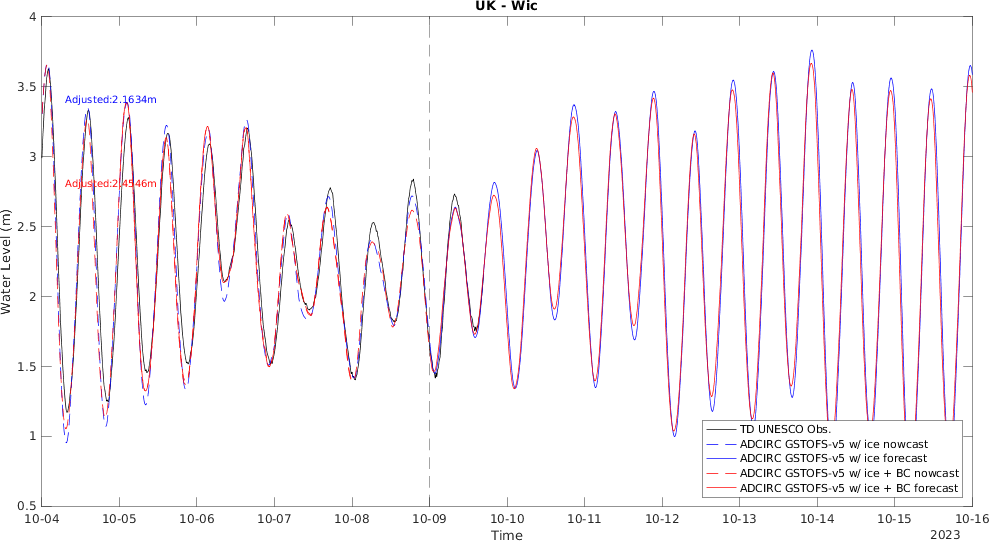 UK - Wic
4
3.5
3
2.5
2
1.5
1
0.5
Water Level (m)
Adjusted:2.1634m
Adjusted:2.4546m
TD UNESCO Obs.
ADCIRC GSTOFS-v5 w/ ice nowcast
ADCIRC GSTOFS-v5 w/ ice forecast
ADCIRC GSTOFS-v5 w/ ice + BC nowcast
ADCIRC GSTOFS-v5 w/ ice + BC forecast
10-04 10-05 10-06 10-07 10-08 10-09 10-10 10-11 10-12 10-13 10-14 10-15 10-16
Time
2023